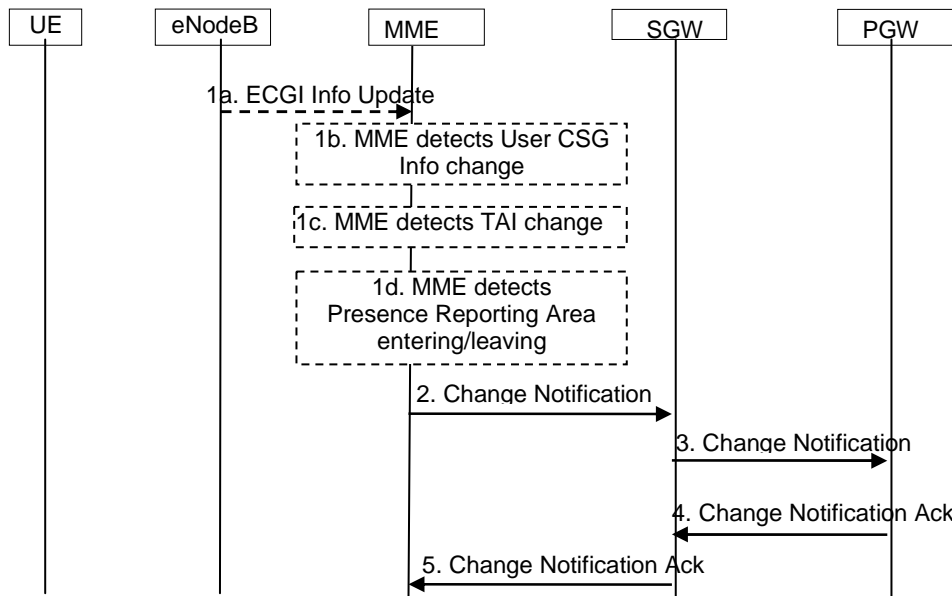 UE
eNodeB
MME
SGW
PGW
1a. ECGI Info Update
1b. MME detects User CSG
Info change
1c. MME detects TAI change
1d. MME detects
Presence Reporting Area
entering/leaving
2. Change Notification
3. Change Notification
4. Change Notification Ack
5. Change Notification Ack